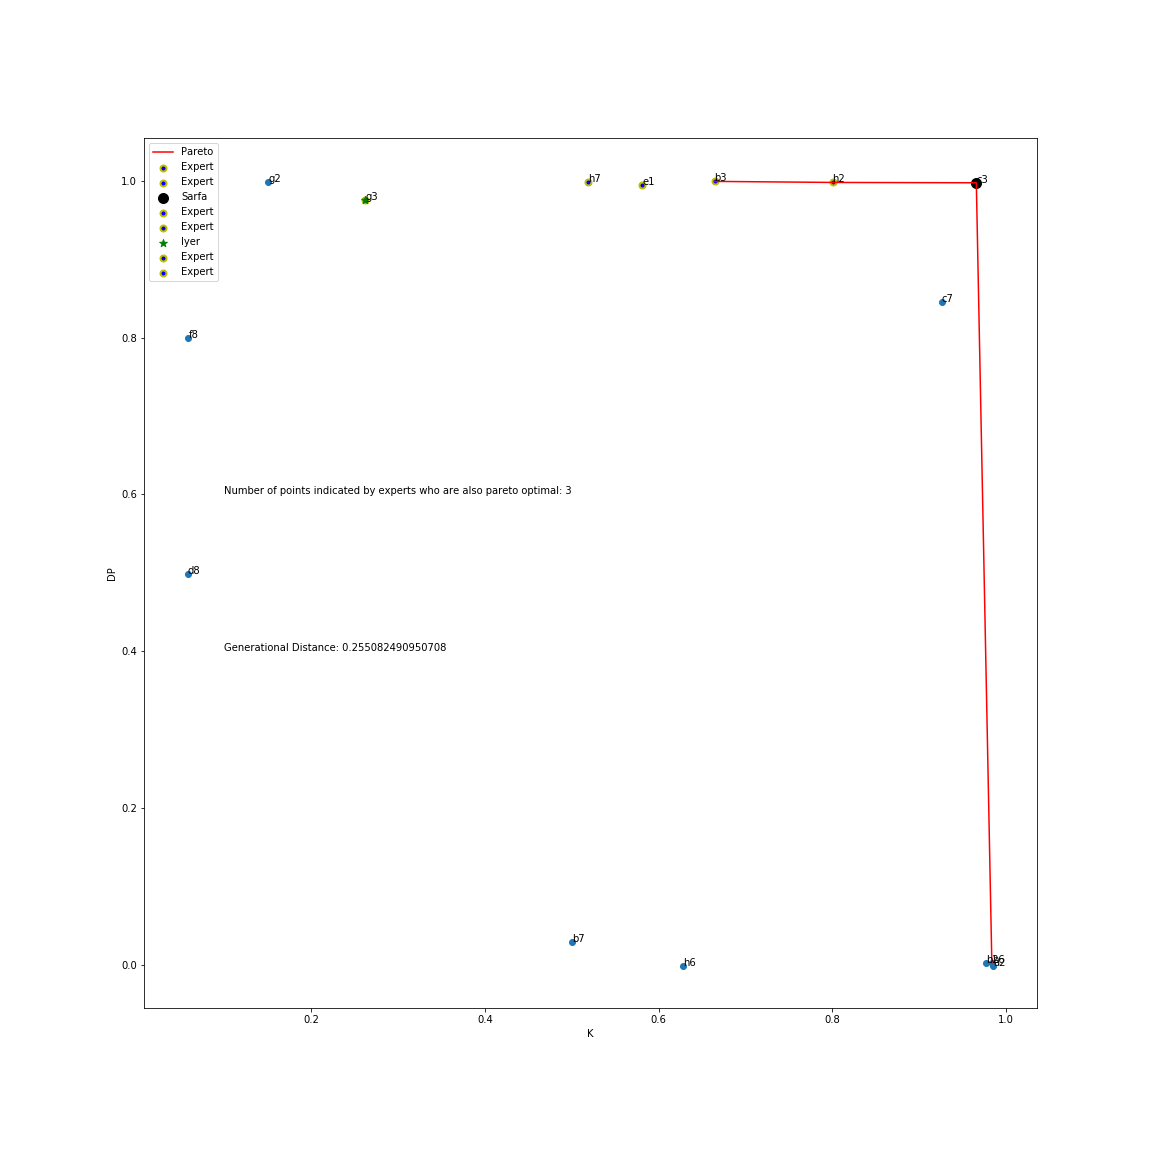 Pareto
Expert
Expert
Sarfa
Expert
Expert
Iyer
Expert
Expert
g2
g3
h7
e1
b3
h2
c3
c7
f8
Number of points indicated by experts who are also pareto optimal: 3
d8
Generational Distance: 0.255082490950708
b7
h6
1.0
0.8
0.6
0.4
0.2
0.0
DP
0.2 0.4 0.6 0.8 1.0
K